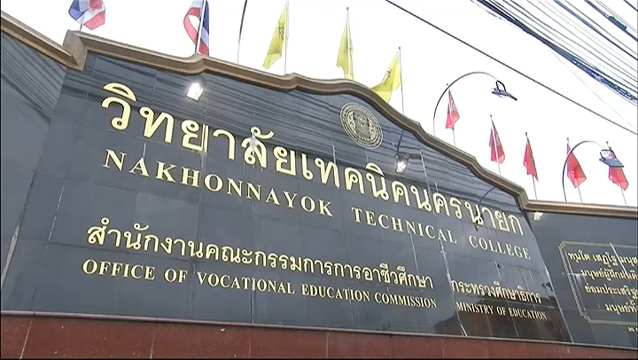 วิทยาลัยเทคนิคนครนายก
NAKHONNAYOK TECHNICAL COLLEGE
สำนักงานคณะกรรมการการอาชีวศึกษา กระทรวงศึกษาธิการ
OFFICE OF VOCATIONAL EDUCATION COMMISSION MINISTRY OF EDUCATION